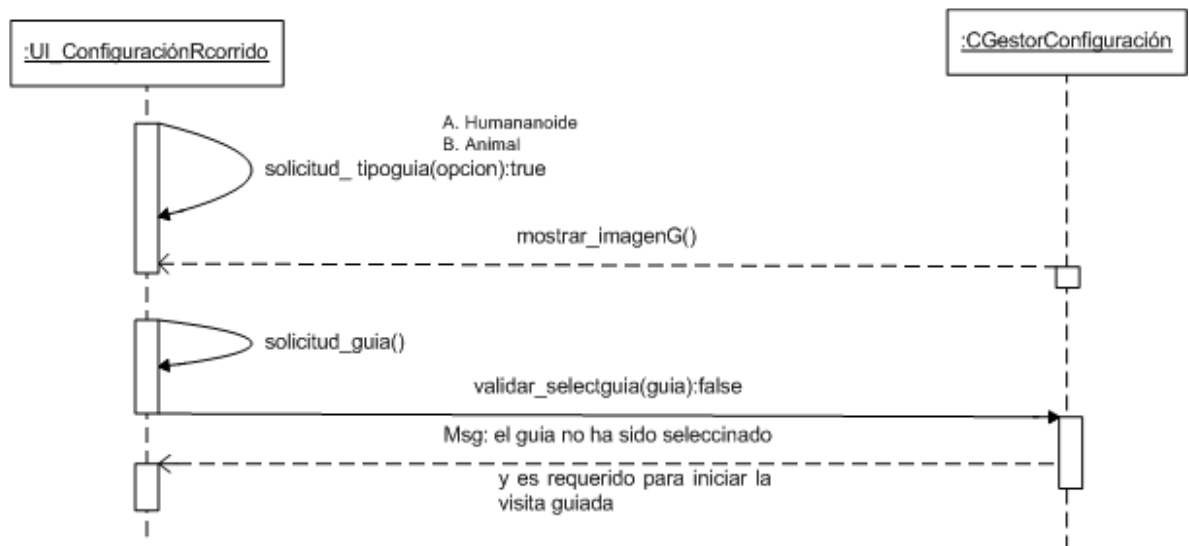 :UI_ConfiguraciónRcorrido
:CGestorConfiguración
A. Humananoide
B. Animal
solicitud_ tipoguia(opcion):true
mostrar_imagenG()
solicitud_guia()
validar_selectguia(guia):false
Msg: el guia no ha sido seleccinado
y es requerido para iniciar la
visita guiada